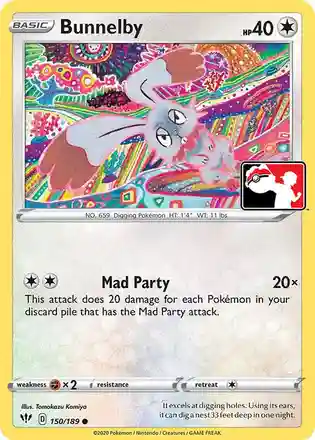 BASIC Bunnelby HP 40
NO. 659 Digging Pokémon HT: 1'4" WT: 11 lbs
Mad Party 20×
This attack does 20 damage for each Pokémon in
your discard pile that has the Mad Party attack.
weakness ×2 resistance retreat
Illus. Tomokazu Komiya
D 150/189
It excels at digging holes. Using its ears,
it can dig a nest 33 feet deep in one night.
©2020 Pokémon / Nintendo / Creatures / GAME FREAK